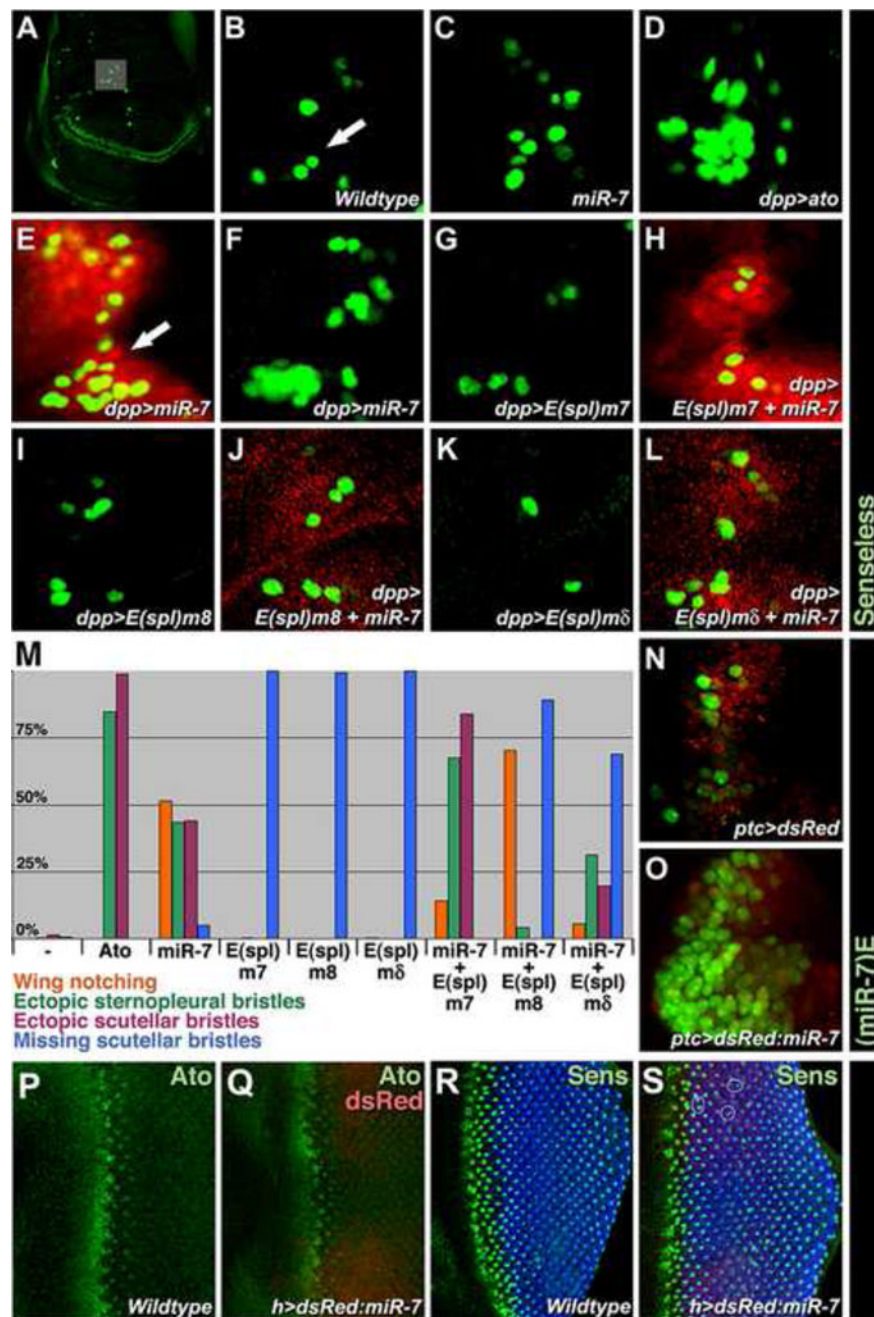 A
B
Wildtype
C
miR-7
D
dpp>ato
E
dpp>miR-7
F
dpp>miR-7
G
dpp>E(spl)m7
H
dpp>
E(spl)m7 + miR-7
I
dpp>E(spl)m8
J
dpp>
E(spl)m8 + miR-7
K
dpp>E(spl)mδ
L
dpp>
E(spl)mδ + miR-7
Senseless
M
75%
50%
25%
0%
- Ato miR-7 E(spl) E(spl) E(spl) miR-7 miR-7 miR-7
m7 m8 mδ + + +
E(spl) E(spl) E(spl)
m7 m8 mδ
Wing notching
Ectopic sternopleural bristles
Ectopic scutellar bristles
Missing scutellar bristles
N
ptc>dsRed
O
ptc>dsRed:miR-7
(miR-7)E
P
Ato
Wildtype
Q
Ato
dsRed
h>dsRed:miR-7
R
Sens
Wildtype
S
Sens
h>dsRed:miR-7